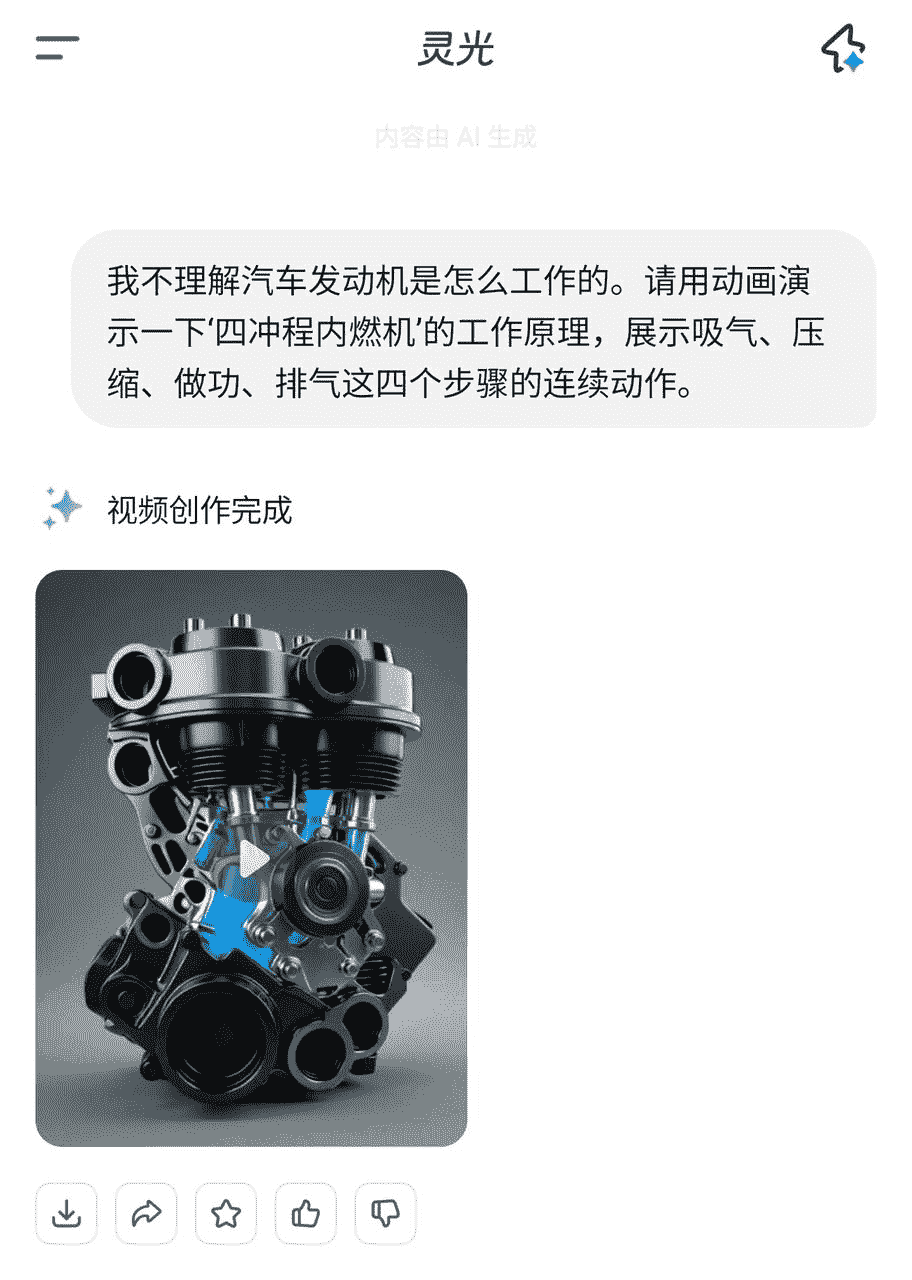 灵光
内容由 AI 生成
我不理解汽车发动机是怎么工作的。请用动画演
示一下‘四冲程内燃机’的工作原理，展示吸气、压
缩、做功、排气这四个步骤的连续动作。
视频创作完成